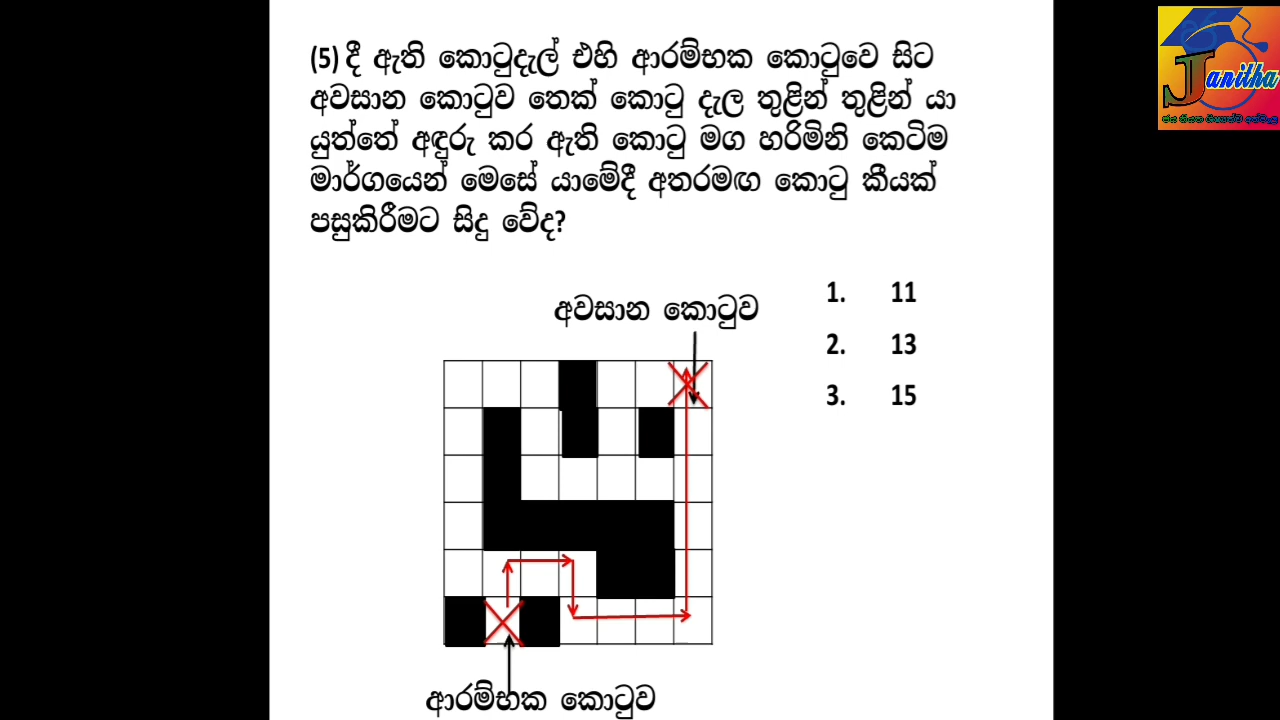 (5) දී ඇති කොටුදැල් එහි ආරම්භක කොටුවෙ සිට
අවසාන කොටුව තෙක් කොටු දැල තුළින් තුළින් යා
යුත්තේ අඳුරු කර ඇති කොටු මග හරිමිනි කෙටිම
මාර්ගයෙන් මෙසේ යාමේදී අතරමඟ කොටු කීයක්
පසුකිරීමට සිදු වේද?
අවසාන කොටුව
1. 11
2. 13
3. 15
ආරම්භක කොටුව
Janitha